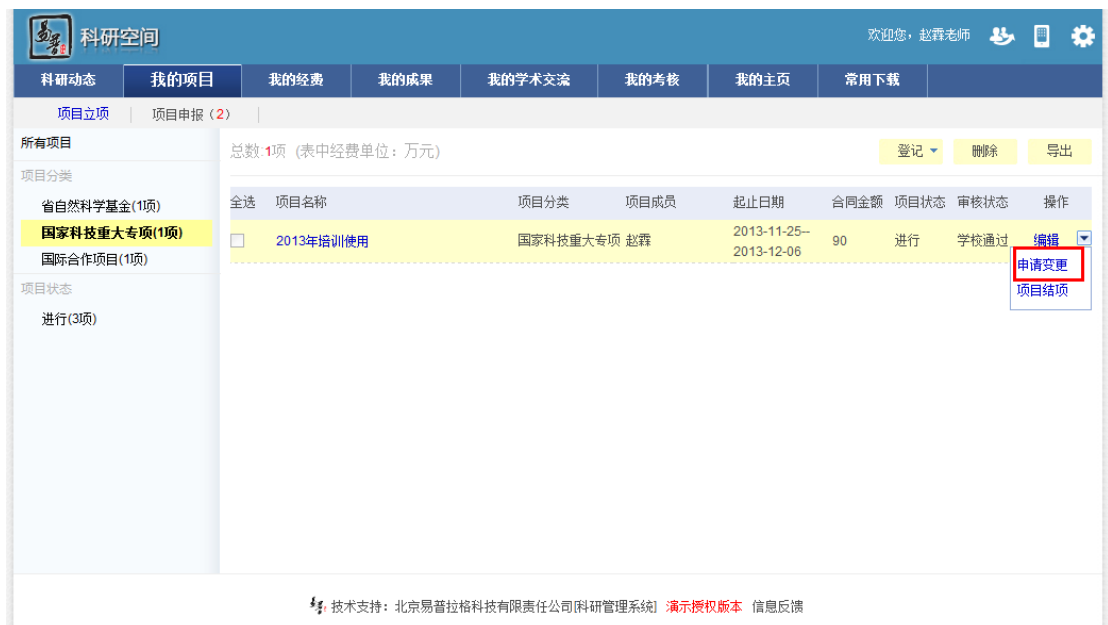 易普 科研空间 欢迎您，赵霖老师
科研动态 我的项目 我的经费 我的成果 我的学术交流 我的考核 我的主页 常用下载
项目立项 项目申报（2）
所有项目
总数:1项 (表中经费单位：万元) 登记 删除 导出
项目分类
省自然科学基金(1项)
国家科技重大专项(1项)
国际合作项目(1项)
项目状态
进行(3项)
全选 项目名称 项目分类 项目成员 起止日期 合同金额 项目状态 审核状态 操作
2013年培训使用 国家科技重大专项 赵霖 2013-11-25--
2013-12-06 90 进行 学校通过 编辑
申请变更
项目结项
易普 技术支持：北京易普拉格科技有限责任公司[科研管理系统] 演示授权版本 信息反馈